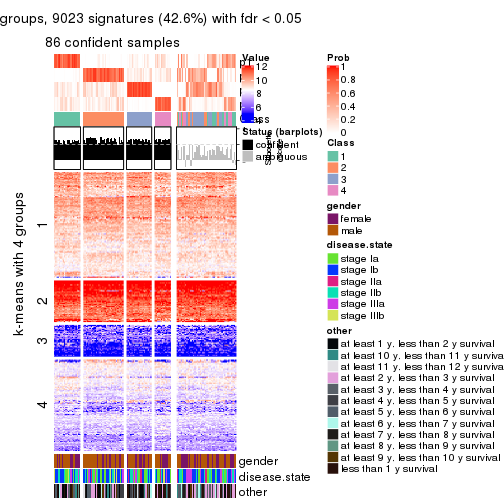 groups, 9023 signatures (42.6%) with fdr < 0.05
86 confident samples
k-means with 4 groups
1
2
3
4
gender
disease.state
other
Value
12
10
8
6
Status (barplots)
confident
ambiguous
Prob
1
0.8
0.6
0.4
0.2
0
Class
1
2
3
4
gender
female
male
disease.state
stage Ia
stage Ib
stage IIa
stage IIb
stage IIIa
stage IIIb
other
at least 1 y. less than 2 y survival
at least 10 y. less than 11 y surviva
at least 11 y. less than 12 y surviva
at least 2 y. less than 3 y survival
at least 3 y. less than 4 y survival
at least 4 y. less than 5 y survival
at least 5 y. less than 6 y survival
at least 6 y. less than 7 y survival
at least 7 y. less than 8 y survival
at least 8 y. less than 9 y survival
at least 9 y. less than 10 y survival
less than 1 y survival